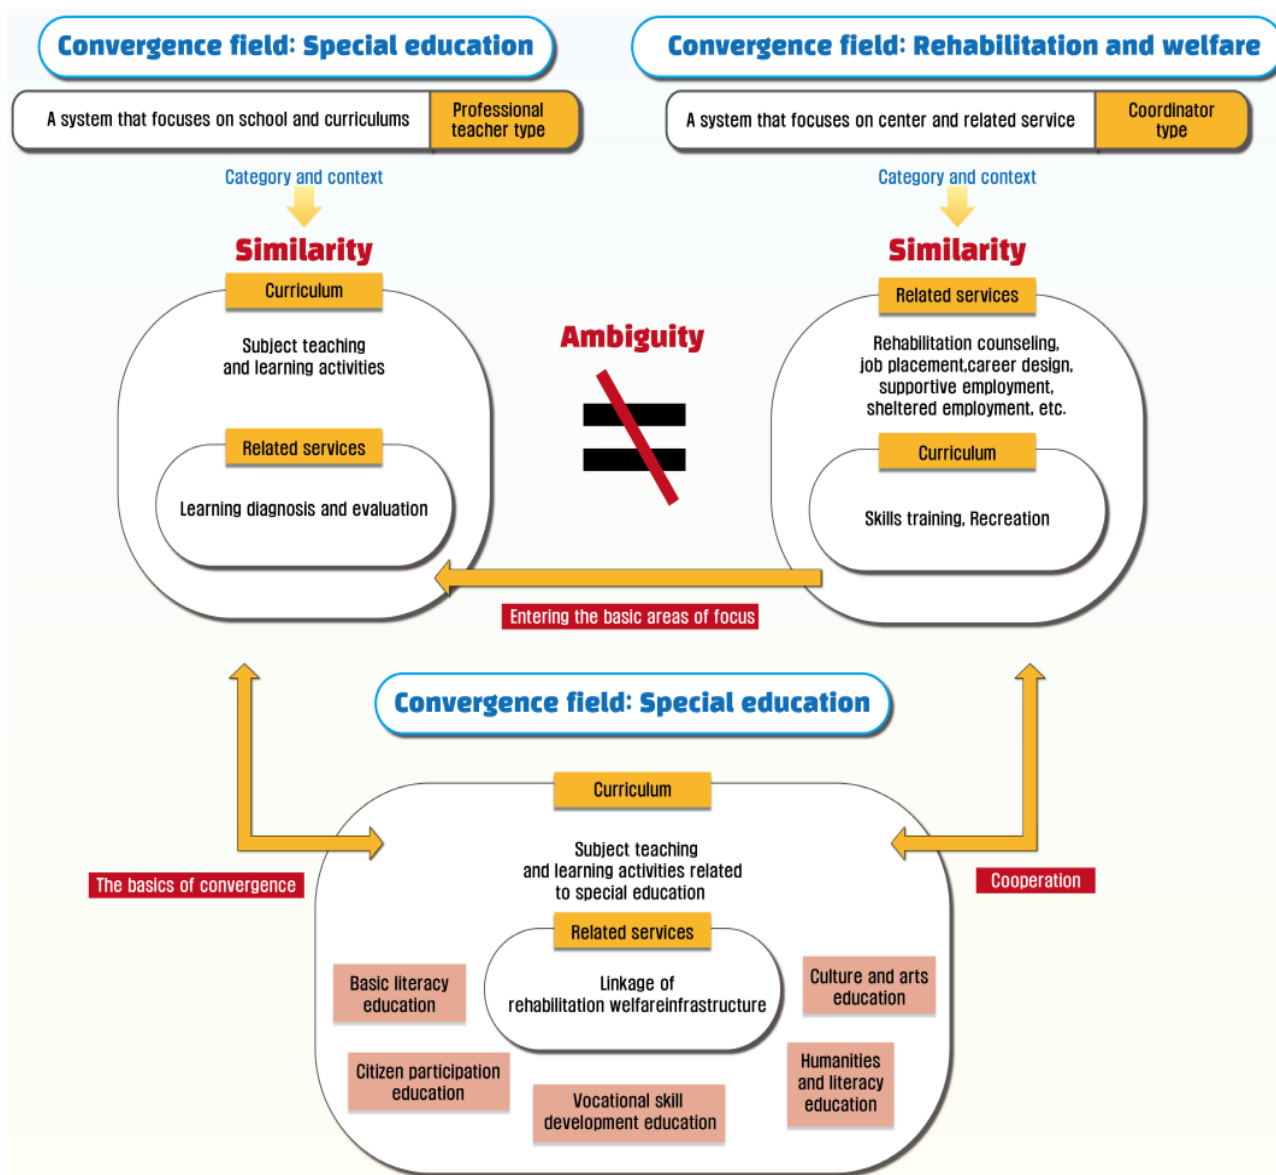 Convergence field: Special education
Convergence field: Rehabilitation and welfare
A system that focuses on school and curriculums
Professional
teacher type
A system that focuses on center and related service
Coordinator
type
Category and context
Category and context
Similarity
Similarity
Curriculum
Subject teaching
and learning activities
Related services
Learning diagnosis and evaluation
Ambiguity
Related services
Rehabilitation counseling,
job placement,career design,
supportive employment,
sheltered employment, etc.
Curriculum
Skills training, Recreation
Entering the basic areas of focus
Convergence field: Special education
The basics of convergence
Cooperation
Curriculum
Subject teaching
and learning activities related
to special education
Related services
Linkage of
rehabilitation welfareinfrastructure
Basic literacy
education
Culture and arts
education
Citizen participation
education
Vocational skill
development education
Humanities
and literacy
education